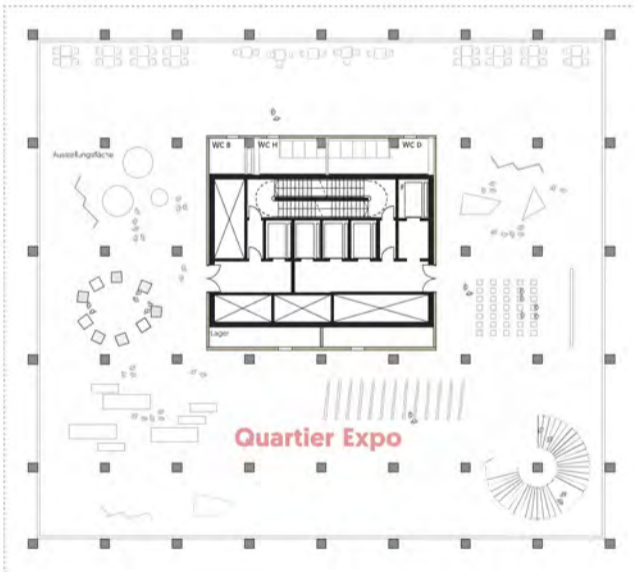 WC B WC H WC D
Ausstellungsfläche
F
Lager
Quartier Expo